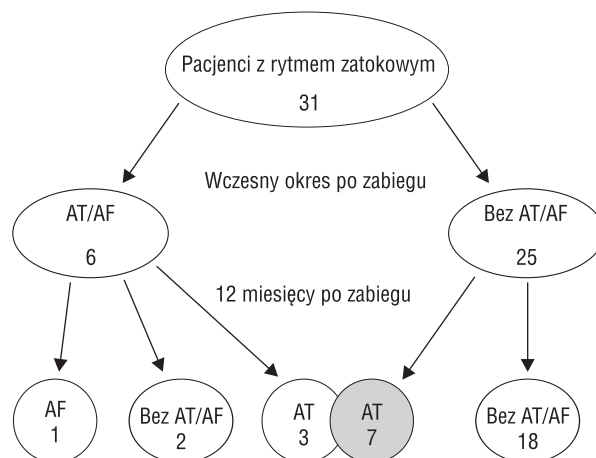 Pacjenci z rytmem zatokowym
31
Wczesny okres po zabiegu
AT/AF
6
Bez AT/AF
25
12 miesięcy po zabiegu
AF
1
Bez AT/AF
2
AT
3
AT
7
Bez AT/AF
18